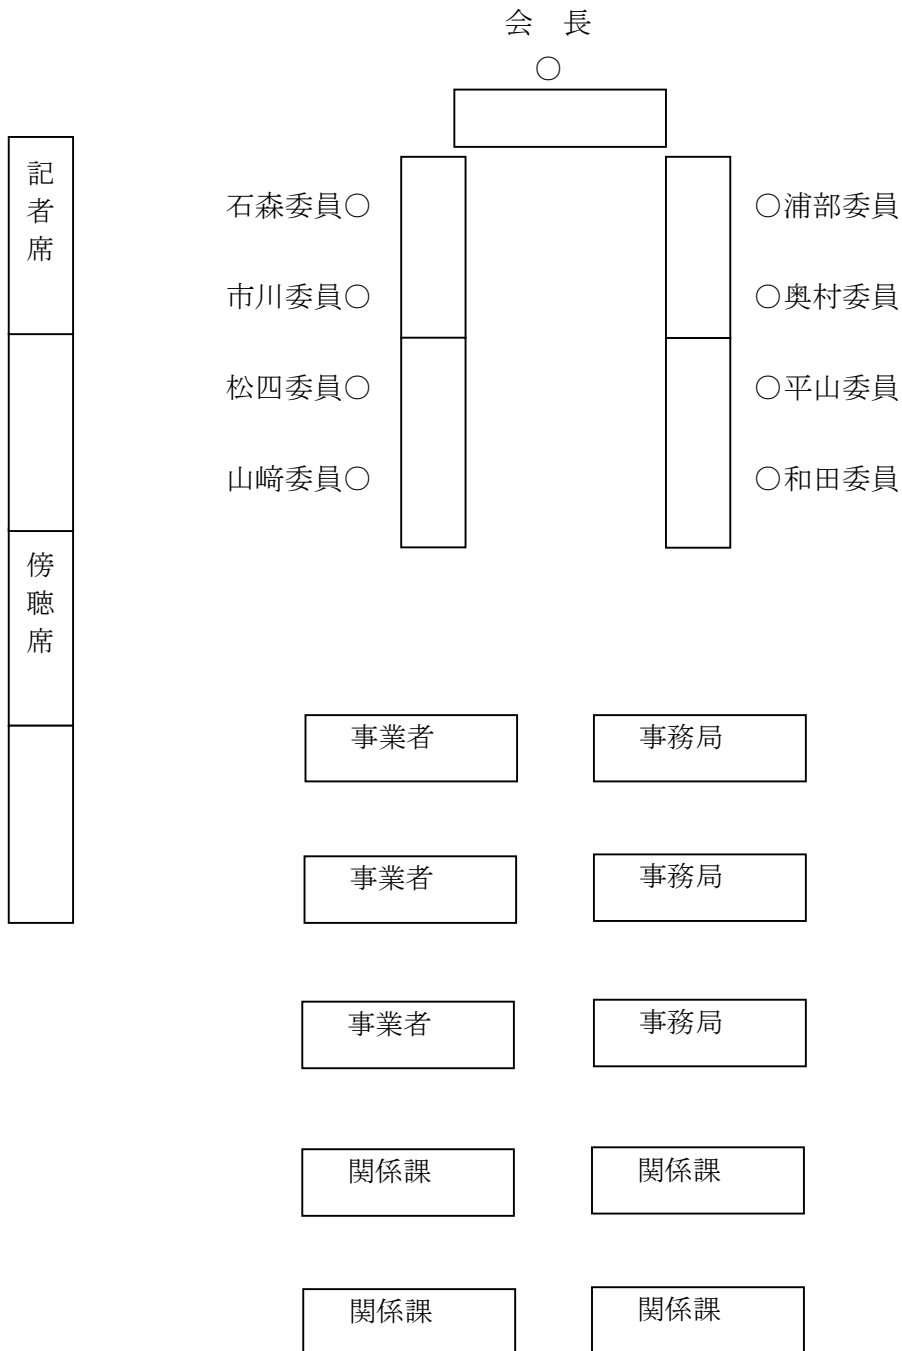 会　長
○
記者席
石森委員○
○浦部委員
市川委員○
○奥村委員
松四委員○
○平山委員
山﨑委員○
○和田委員
傍聴席
事業者
事務局
事業者
事務局
事業者
事務局
関係課
関係課
関係課
関係課